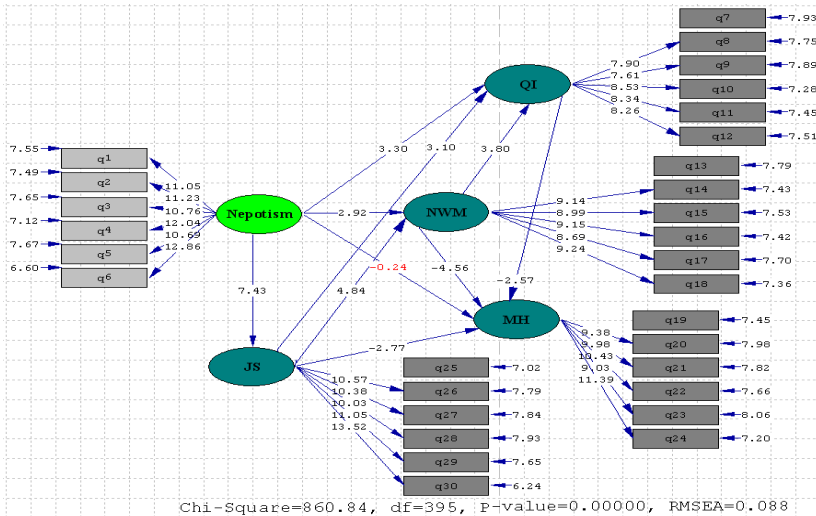 7.55 q1
7.49 q2
7.65 q3
7.12 q4
7.67 q5
6.60 q6
11.05
11.23
10.76
12.04
10.69
12.86
Nepotism
3.30
2.92
-0.24
7.43
JS
3.10
4.84
-2.77
NWM
3.80
-4.56
QI
-2.57
MH
7.90
7.61
8.53
8.34
8.26
q7 7.93
q8 7.75
q9 7.89
q10 7.28
q11 7.45
q12 7.51
9.14
8.99
9.15
8.69
9.24
q13 7.79
q14 7.43
q15 7.53
q16 7.42
q17 7.70
q18 7.36
9.38
9.98
10.43
9.03
11.39
q19 7.45
q20 7.98
q21 7.82
q22 7.66
q23 8.06
q24 7.20
10.57
10.38
10.03
11.05
13.52
q25 7.02
q26 7.79
q27 7.84
q28 7.93
q29 7.65
q30 6.24
Chi-Square=860.84, df=395, P-value=0.00000, RMSEA=0.088